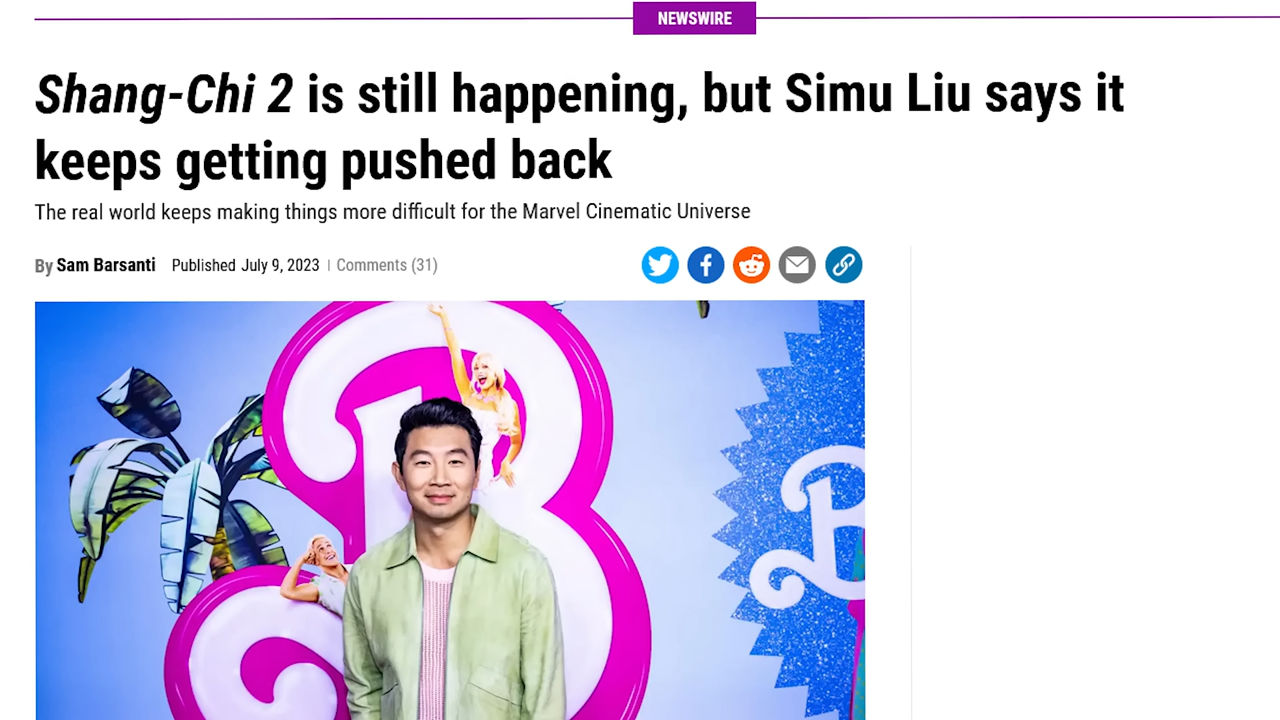 NEWSWIRE
Shang-Chi 2 is still happening, but Simu Liu says it
keeps getting pushed back
The real world keeps making things more difficult for the Marvel Cinematic Universe
By Sam Barsanti Published July 9, 2023 | Comments (31)
B
B